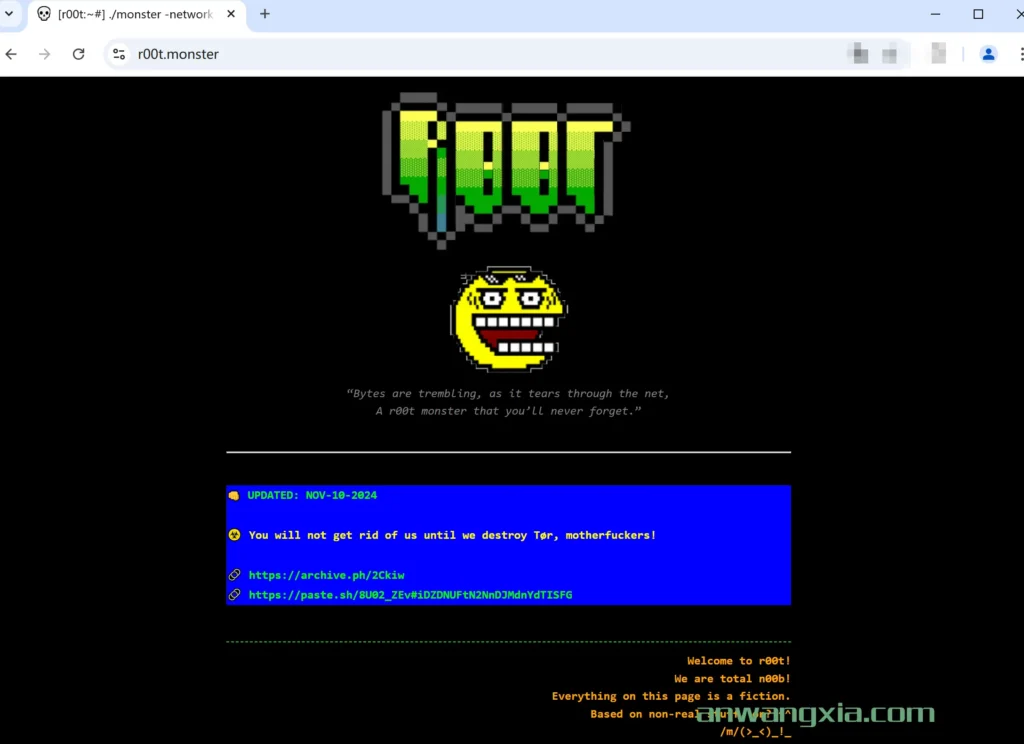 [r00t:~#] ./monster -network
r00t.monster
R00T
“Bytes are trembling, as it tears through the net,
A r00t monster that you’ll never forget.”
UPDATED: NOV-10-2024
You will not get rid of us until we destroy Tør, motherfuckers!
https://archive.ph/2Ckiw
https://paste.sh/8U02_ZEv#iDZDNUFtN2NnDJMdnYdTISFG
Welcome to r00t!
We are total n00b!
Everything on this page is a fiction.
Based on non-real
anwangxia.com
/m/(>_<)_!_